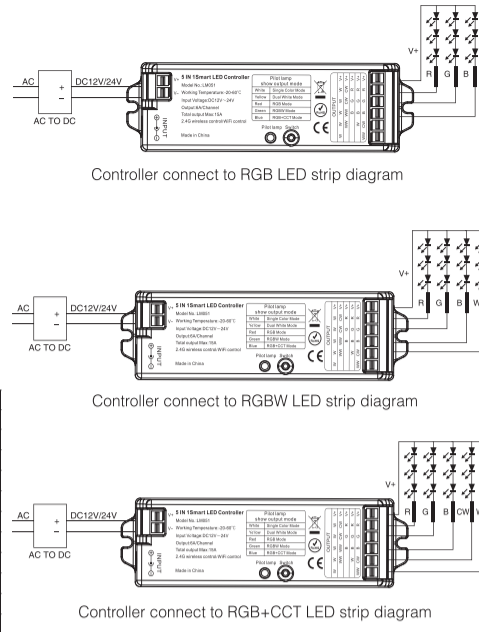 V+
R G B
AC
DC12V/24V
+
−
AC TO DC
V+
V-
INPUT
5 IN 1Smart LED Controller
Model No. LM051
Working Temperature-20-60°C
Input Voltage:DC12V~24V
Output:6A/Channel
Total output Max:15A
2.4G wireless control/WiFi control
Made in China
Pilot lamp
show output mode
White Single Color Mode
Yellow Dual White Mode
Red RGB Mode
Green RGBW Mode
Blue RGB+CCT Mode
Pilot lamp Switch
CE
OUTPUT
Controller connect to RGB LED strip diagram
V+
R G B W
AC
DC12V/24V
+
−
AC TO DC
V+
V-
INPUT
5 IN 1Smart LED Controller
Model No. LM051
Working Temperature-20-60°C
Input Voltage:DC12V~24V
Output:6A/Channel
Total output Max:15A
2.4G wireless control/WiFi control
Made in China
Pilot lamp
show output mode
White Single Color Mode
Yellow Dual White Mode
Red RGB Mode
Green RGBW Mode
Blue RGB+CCT Mode
Pilot lamp Switch
CE
OUTPUT
Controller connect to RGBW LED strip diagram
V+
R G B CW
AC
DC12V/24V
+
−
AC TO DC
V+
V-
INPUT
5 IN 1Smart LED Controller
Model No. LM051
Working Temperature-20-60°C
Input Voltage:DC12V~24V
Output:6A/Channel
Total output Max:15A
2.4G wireless control/WiFi control
Made in China
Pilot lamp
show output mode
White Single Color Mode
Yellow Dual White Mode
Red RGB Mode
Green RGBW Mode
Blue RGB+CCT Mode
Pilot lamp Switch
CE
OUTPUT
Controller connect to RGB+CCT LED strip diagram